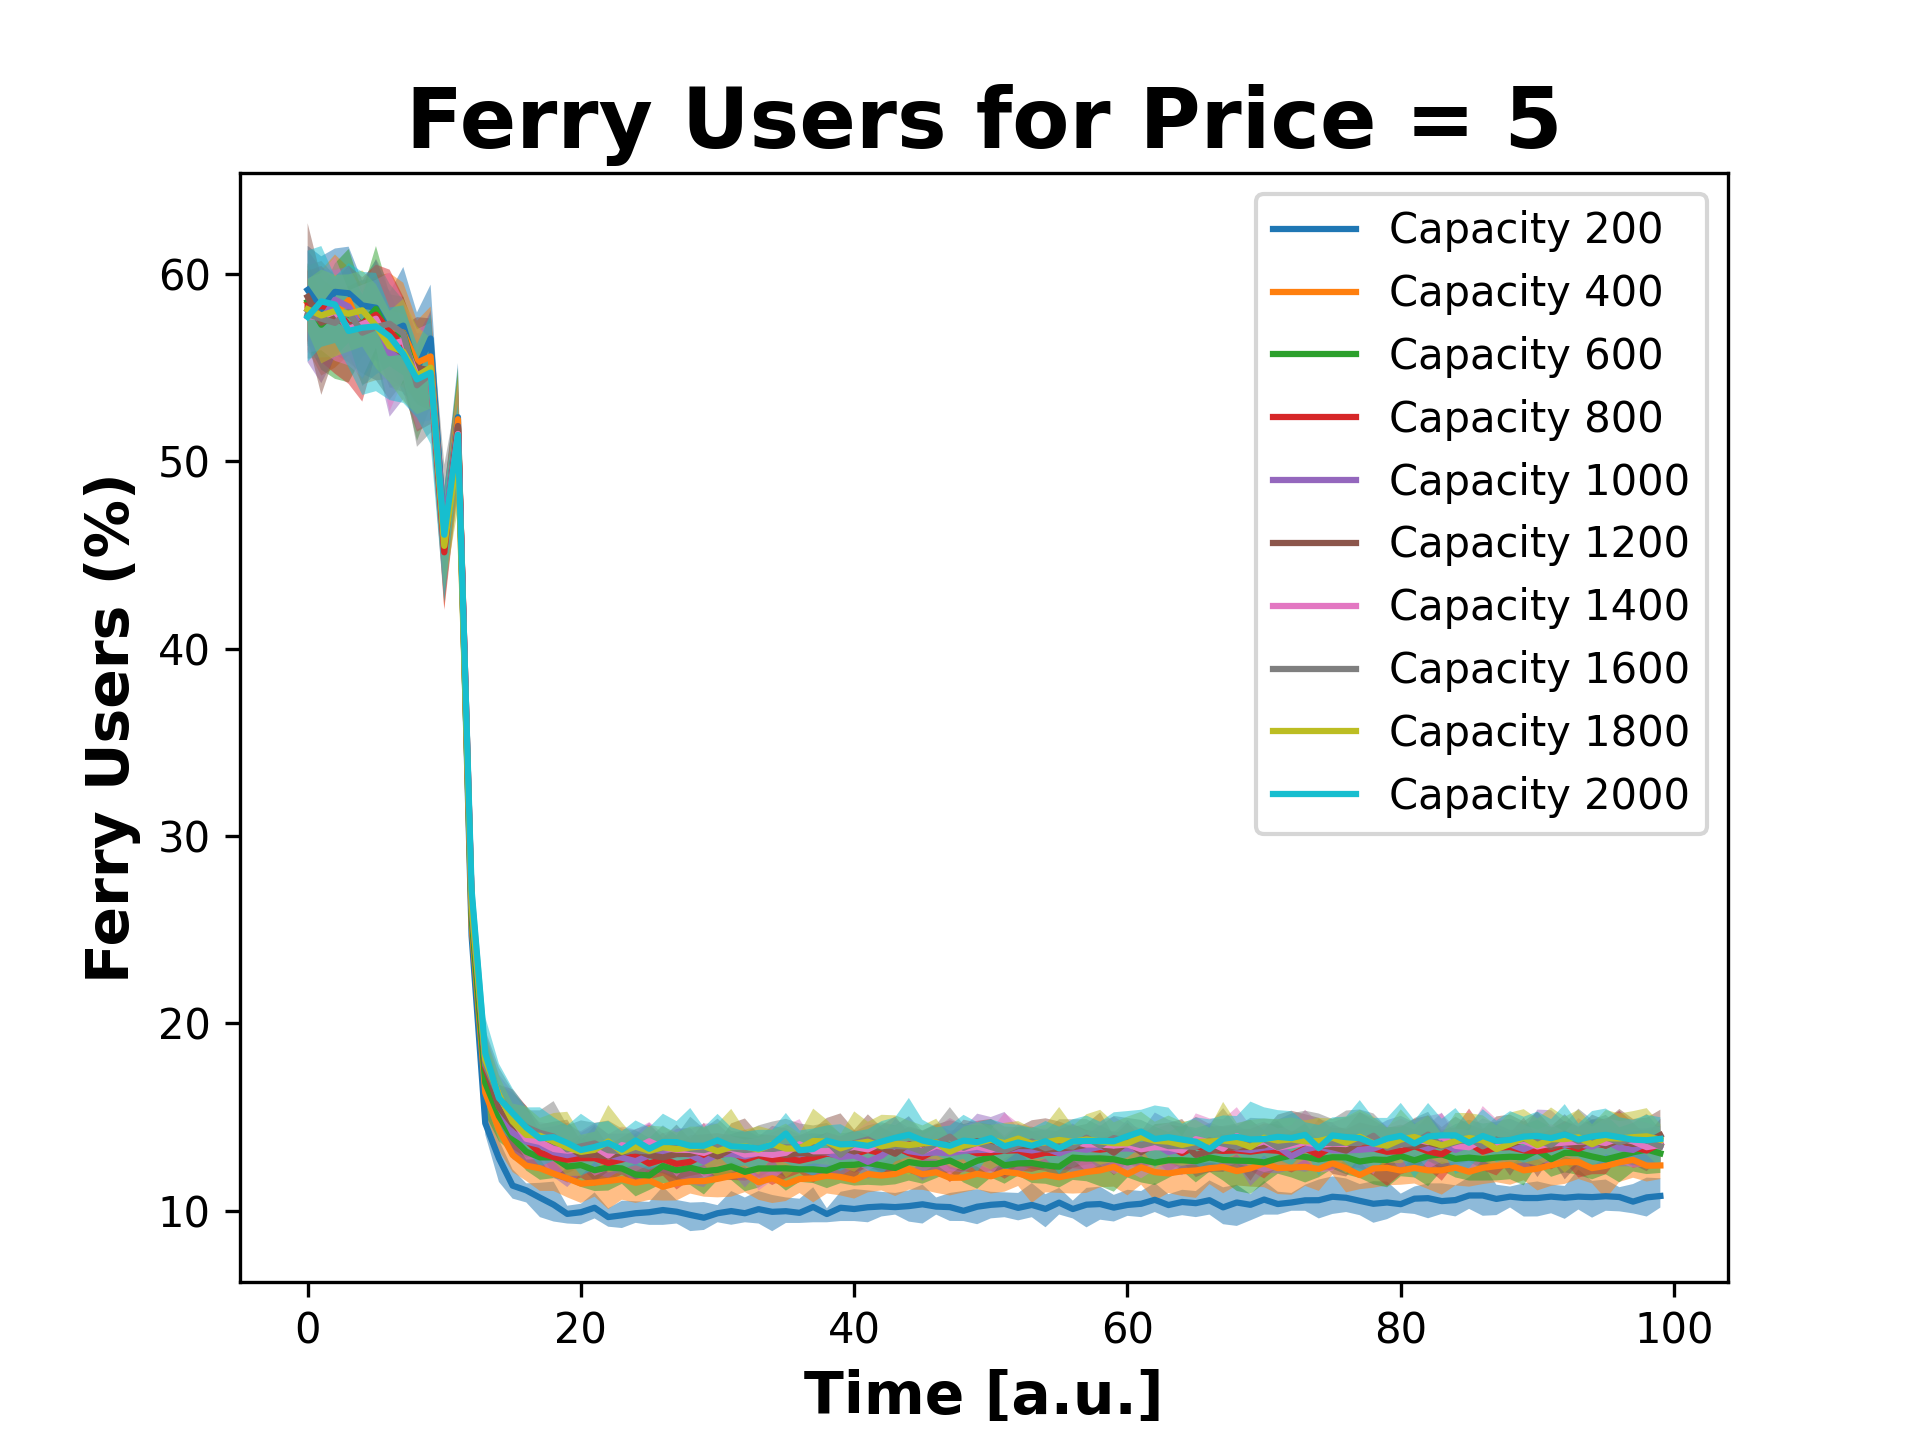 Ferry Users for Price = 5
Capacity 200
Capacity 400
Capacity 600
Capacity 800
Capacity 1000
Capacity 1200
Capacity 1400
Capacity 1600
Capacity 1800
Capacity 2000
Ferry Users (%)
60
50
40
30
20
10
0 20 40 60 80 100
Time [a.u.]